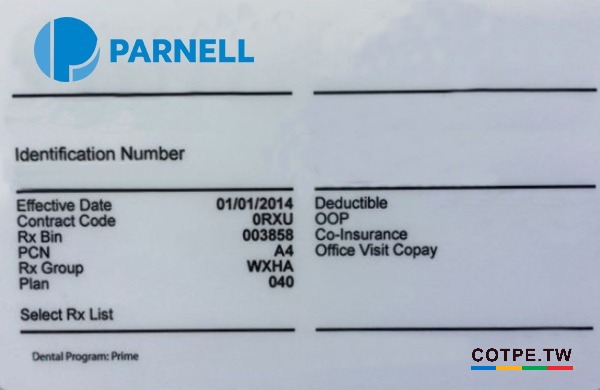 PARNELL
Identification Number
Effective Date 01/01/2014
Contract Code 0RXU
Rx Bin 003858
PCN A4
Rx Group WXHA
Plan 040
Select Rx List
Dental Program: Prime
Deductible
OOP
Co-Insurance
Office Visit Copay
COTPE.TW